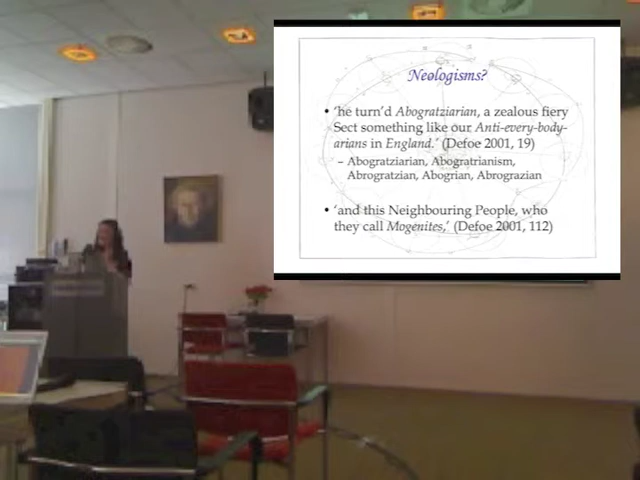 Neologisms?
• 'he turn'd Abogratziarian, a zealous fiery
Sect something like our Anti-every-body-
arians in England.' (Defoe 2001, 19)
– Abogratziarian, Abogratrianism,
Abrogratzian, Abogrian, Abrograzian
• 'and this Neighbouring People, who
they call Mogenites,' (Defoe 2001, 112)